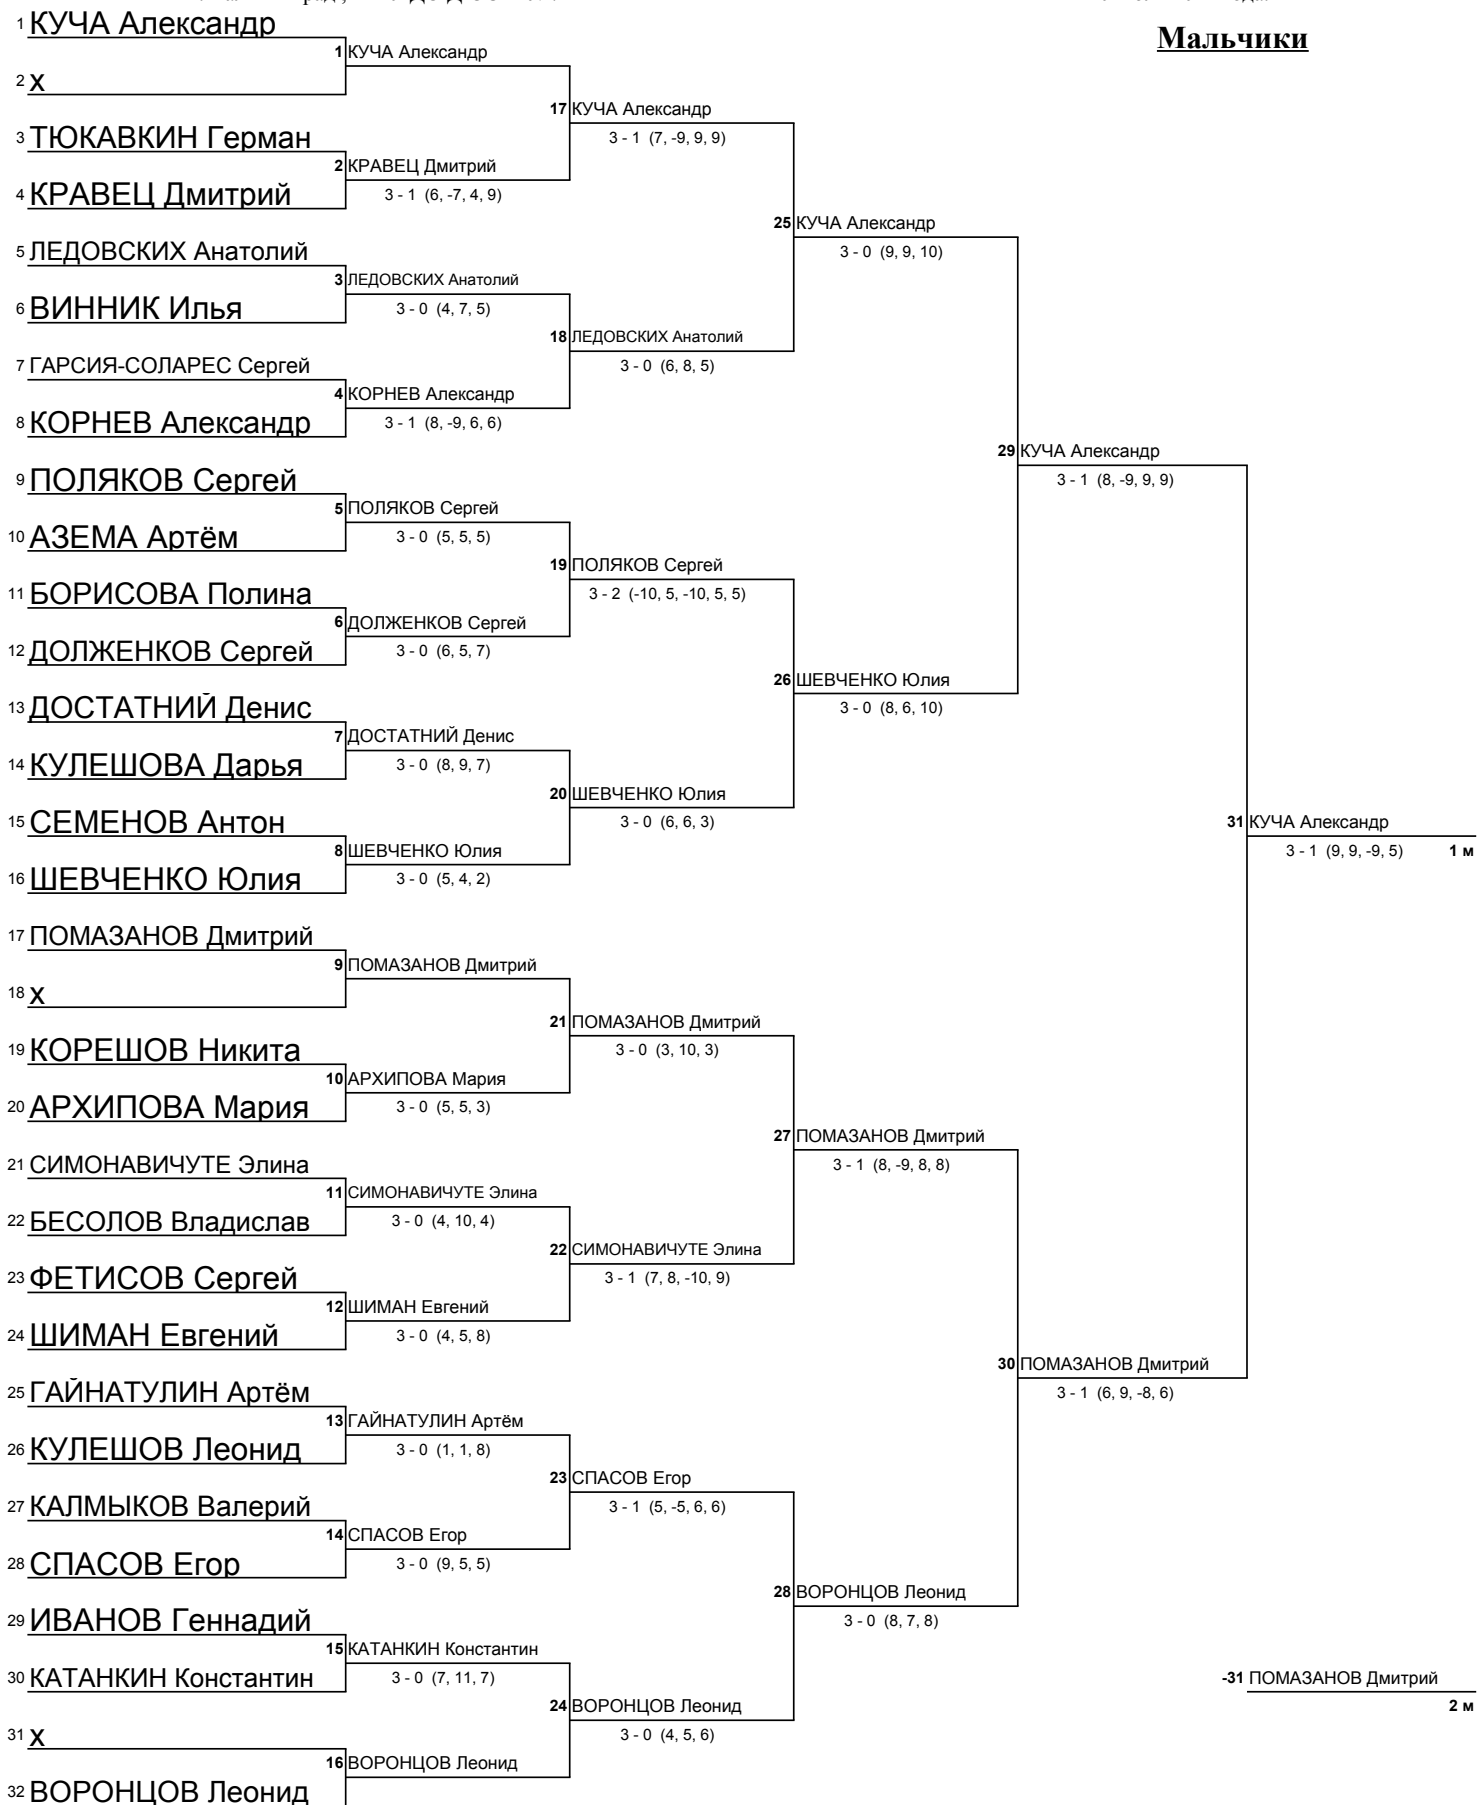 Мальчики
1 КУЧА Александр
1 КУЧА Александр
2 X
17 КУЧА Александр
3 - 1 (7, -9, 9, 9)
3 ТЮКАВКИН Герман
2 КРАВЕЦ Дмитрий
4 КРАВЕЦ Дмитрий
3 - 1 (6, -7, 4, 9)
25 КУЧА Александр
3 - 0 (9, 9, 10)
5 ЛЕДОВСКИХ Анатолий
3 ЛЕДОВСКИХ Анатолий
6 ВИННИК Илья
3 - 0 (4, 7, 5)
18 ЛЕДОВСКИХ Анатолий
3 - 0 (6, 8, 5)
7 ГАРСИЯ-СОЛАРЕС Сергей
4 КОРНЕВ Александр
8 КОРНЕВ Александр
3 - 1 (8, -9, 6, 6)
29 КУЧА Александр
3 - 1 (8, -9, 9, 9)
9 ПОЛЯКОВ Сергей
5 ПОЛЯКОВ Сергей
10 АЗЕМА Артём
3 - 0 (5, 5, 5)
19 ПОЛЯКОВ Сергей
3 - 2 (-10, 5, -10, 5, 5)
11 БОРИСОВА Полина
6 ДОЛЖЕНКОВ Сергей
12 ДОЛЖЕНКОВ Сергей
3 - 0 (6, 5, 7)
26 ШЕВЧЕНКО Юлия
3 - 0 (8, 6, 10)
13 ДОСТАТНИЙ Денис
7 ДОСТАТНИЙ Денис
14 КУЛЕШОВА Дарья
3 - 0 (8, 9, 7)
20 ШЕВЧЕНКО Юлия
3 - 0 (6, 6, 3)
15 СЕМЕНОВ Антон
31 КУЧА Александр
8 ШЕВЧЕНКО Юлия
3 - 1 (9, 9, -9, 5) 1 м
16 ШЕВЧЕНКО Юлия
3 - 0 (5, 4, 2)
17 ПОМАЗАНОВ Дмитрий
9 ПОМАЗАНОВ Дмитрий
18 X
21 ПОМАЗАНОВ Дмитрий
3 - 0 (3, 10, 3)
19 КОРЕШОВ Никита
10 АРХИПОВА Мария
20 АРХИПОВА Мария
3 - 0 (5, 5, 3)
27 ПОМАЗАНОВ Дмитрий
3 - 1 (8, -9, 8, 8)
21 СИМОНАВИЧУТЕ Элина
11 СИМОНАВИЧУТЕ Элина
22 БЕСОЛОВ Владислав
3 - 0 (4, 10, 4)
22 СИМОНАВИЧУТЕ Элина
3 - 1 (7, 8, -10, 9)
23 ФЕТИСОВ Сергей
12 ШИМАН Евгений
24 ШИМАН Евгений
3 - 0 (4, 5, 8)
30 ПОМАЗАНОВ Дмитрий
3 - 1 (6, 9, -8, 6)
25 ГАЙНАТУЛИН Артём
13 ГАЙНАТУЛИН Артём
26 КУЛЕШОВ Леонид
3 - 0 (1, 1, 8)
23 СПАСОВ Егор
3 - 1 (5, -5, 6, 6)
27 КАЛМЫКОВ Валерий
14 СПАСОВ Егор
28 СПАСОВ Егор
3 - 0 (9, 5, 5)
28 ВОРОНЦОВ Леонид
3 - 0 (8, 7, 8)
29 ИВАНОВ Геннадий
15 КАТАНКИН Константин
30 КАТАНКИН Константин
3 - 0 (7, 11, 7)
-31 ПОМАЗАНОВ Дмитрий
2 м
24 ВОРОНЦОВ Леонид
3 - 0 (4, 5, 6)
31 X
16 ВОРОНЦОВ Леонид
32 ВОРОНЦОВ Леонид